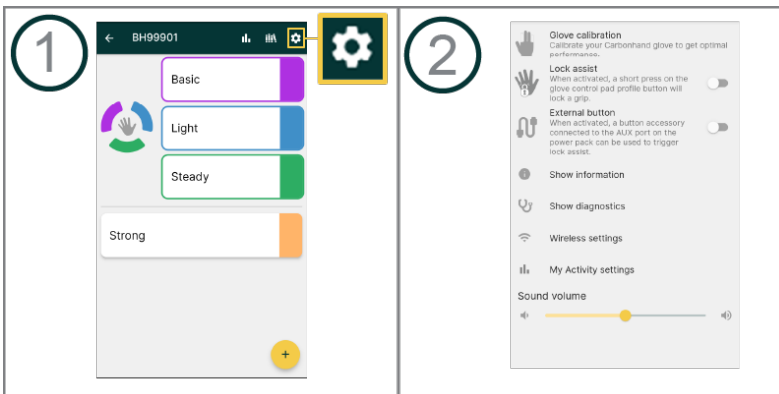 1
BH99901
Basic
Light
Steady
Strong
+
2
Glove calibration
Calibrate your Carbonhand glove to get optimal
performance.
Lock assist
When activated, a short press on the
glove control pad profile button will
lock a grip.
External button
When activated, a button accessory
connected to the AUX port on the
power pack can be used to trigger
lock assist.
Show information
Show diagnostics
Wireless settings
My Activity settings
Sound volume